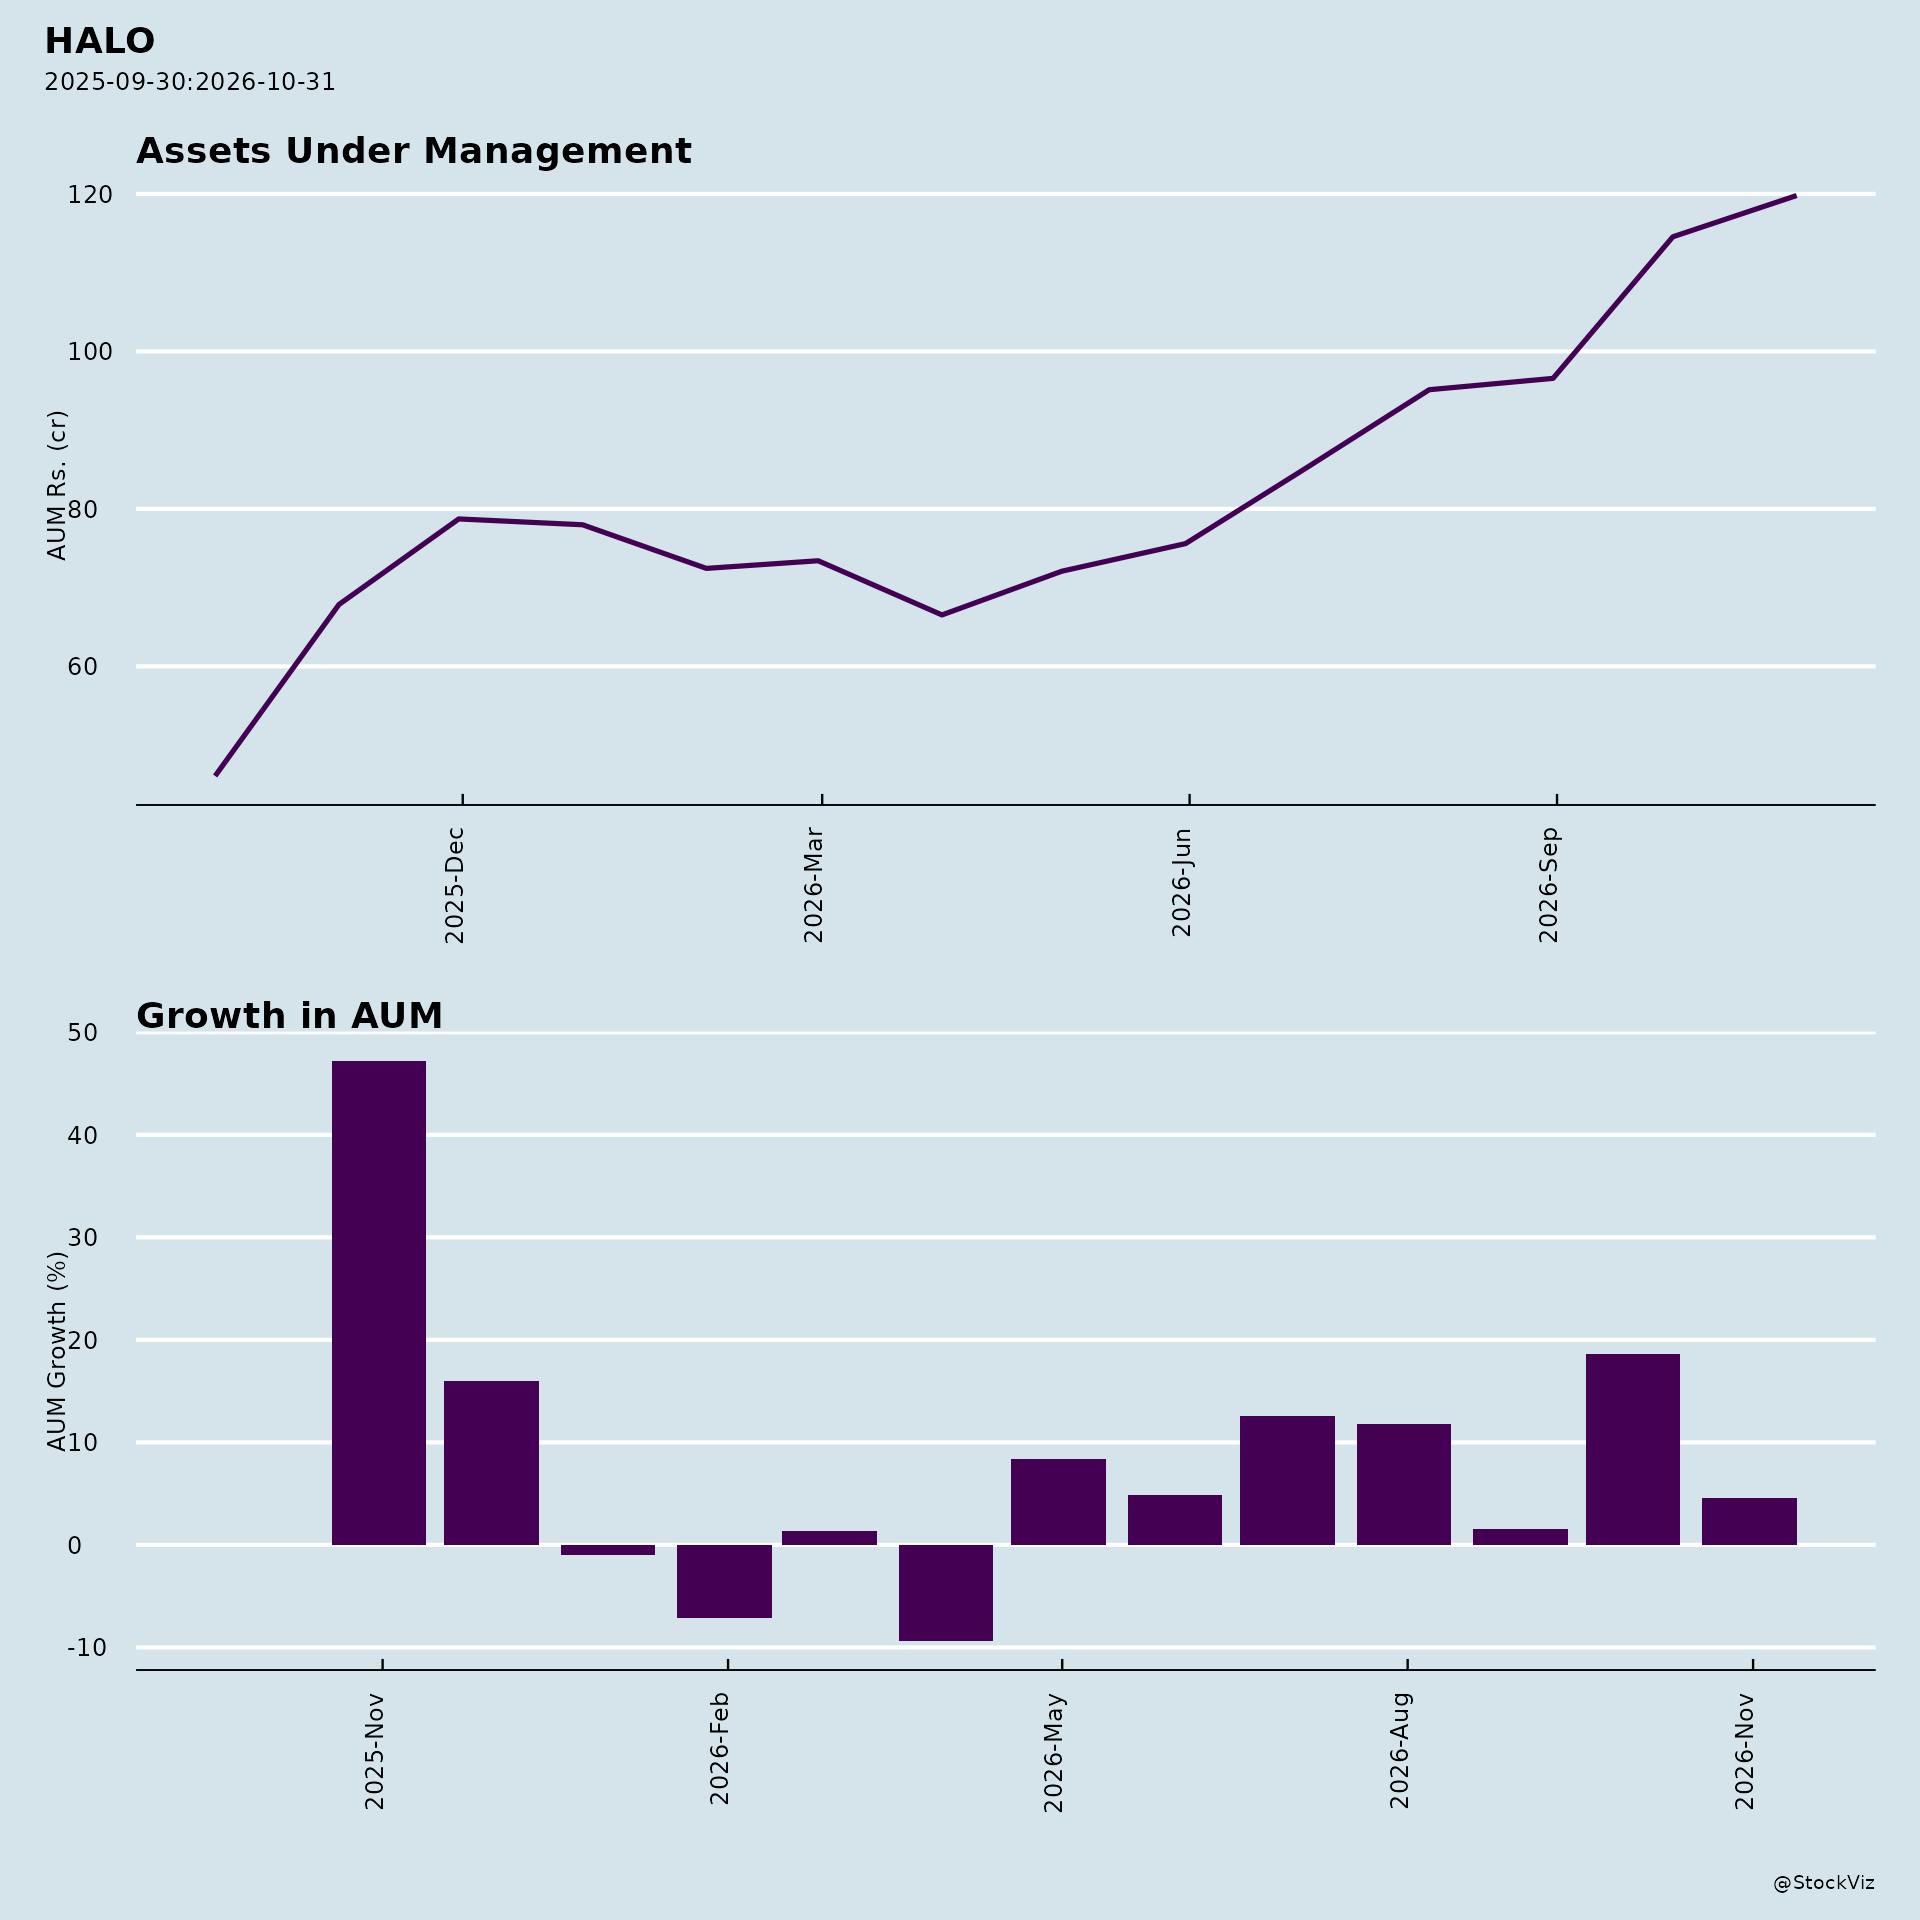 HALO
2025-09-30:2026-10-31
Assets Under Management
AUM Rs. (cr)
120
100
80
60
2025-Dec
2026-Mar
2026-Jun
2026-Sep
Growth in AUM
AUM Growth (%)
50
40
30
20
10
0
-10
2025-Nov
2026-Feb
2026-May
2026-Aug
2026-Nov
@StockViz